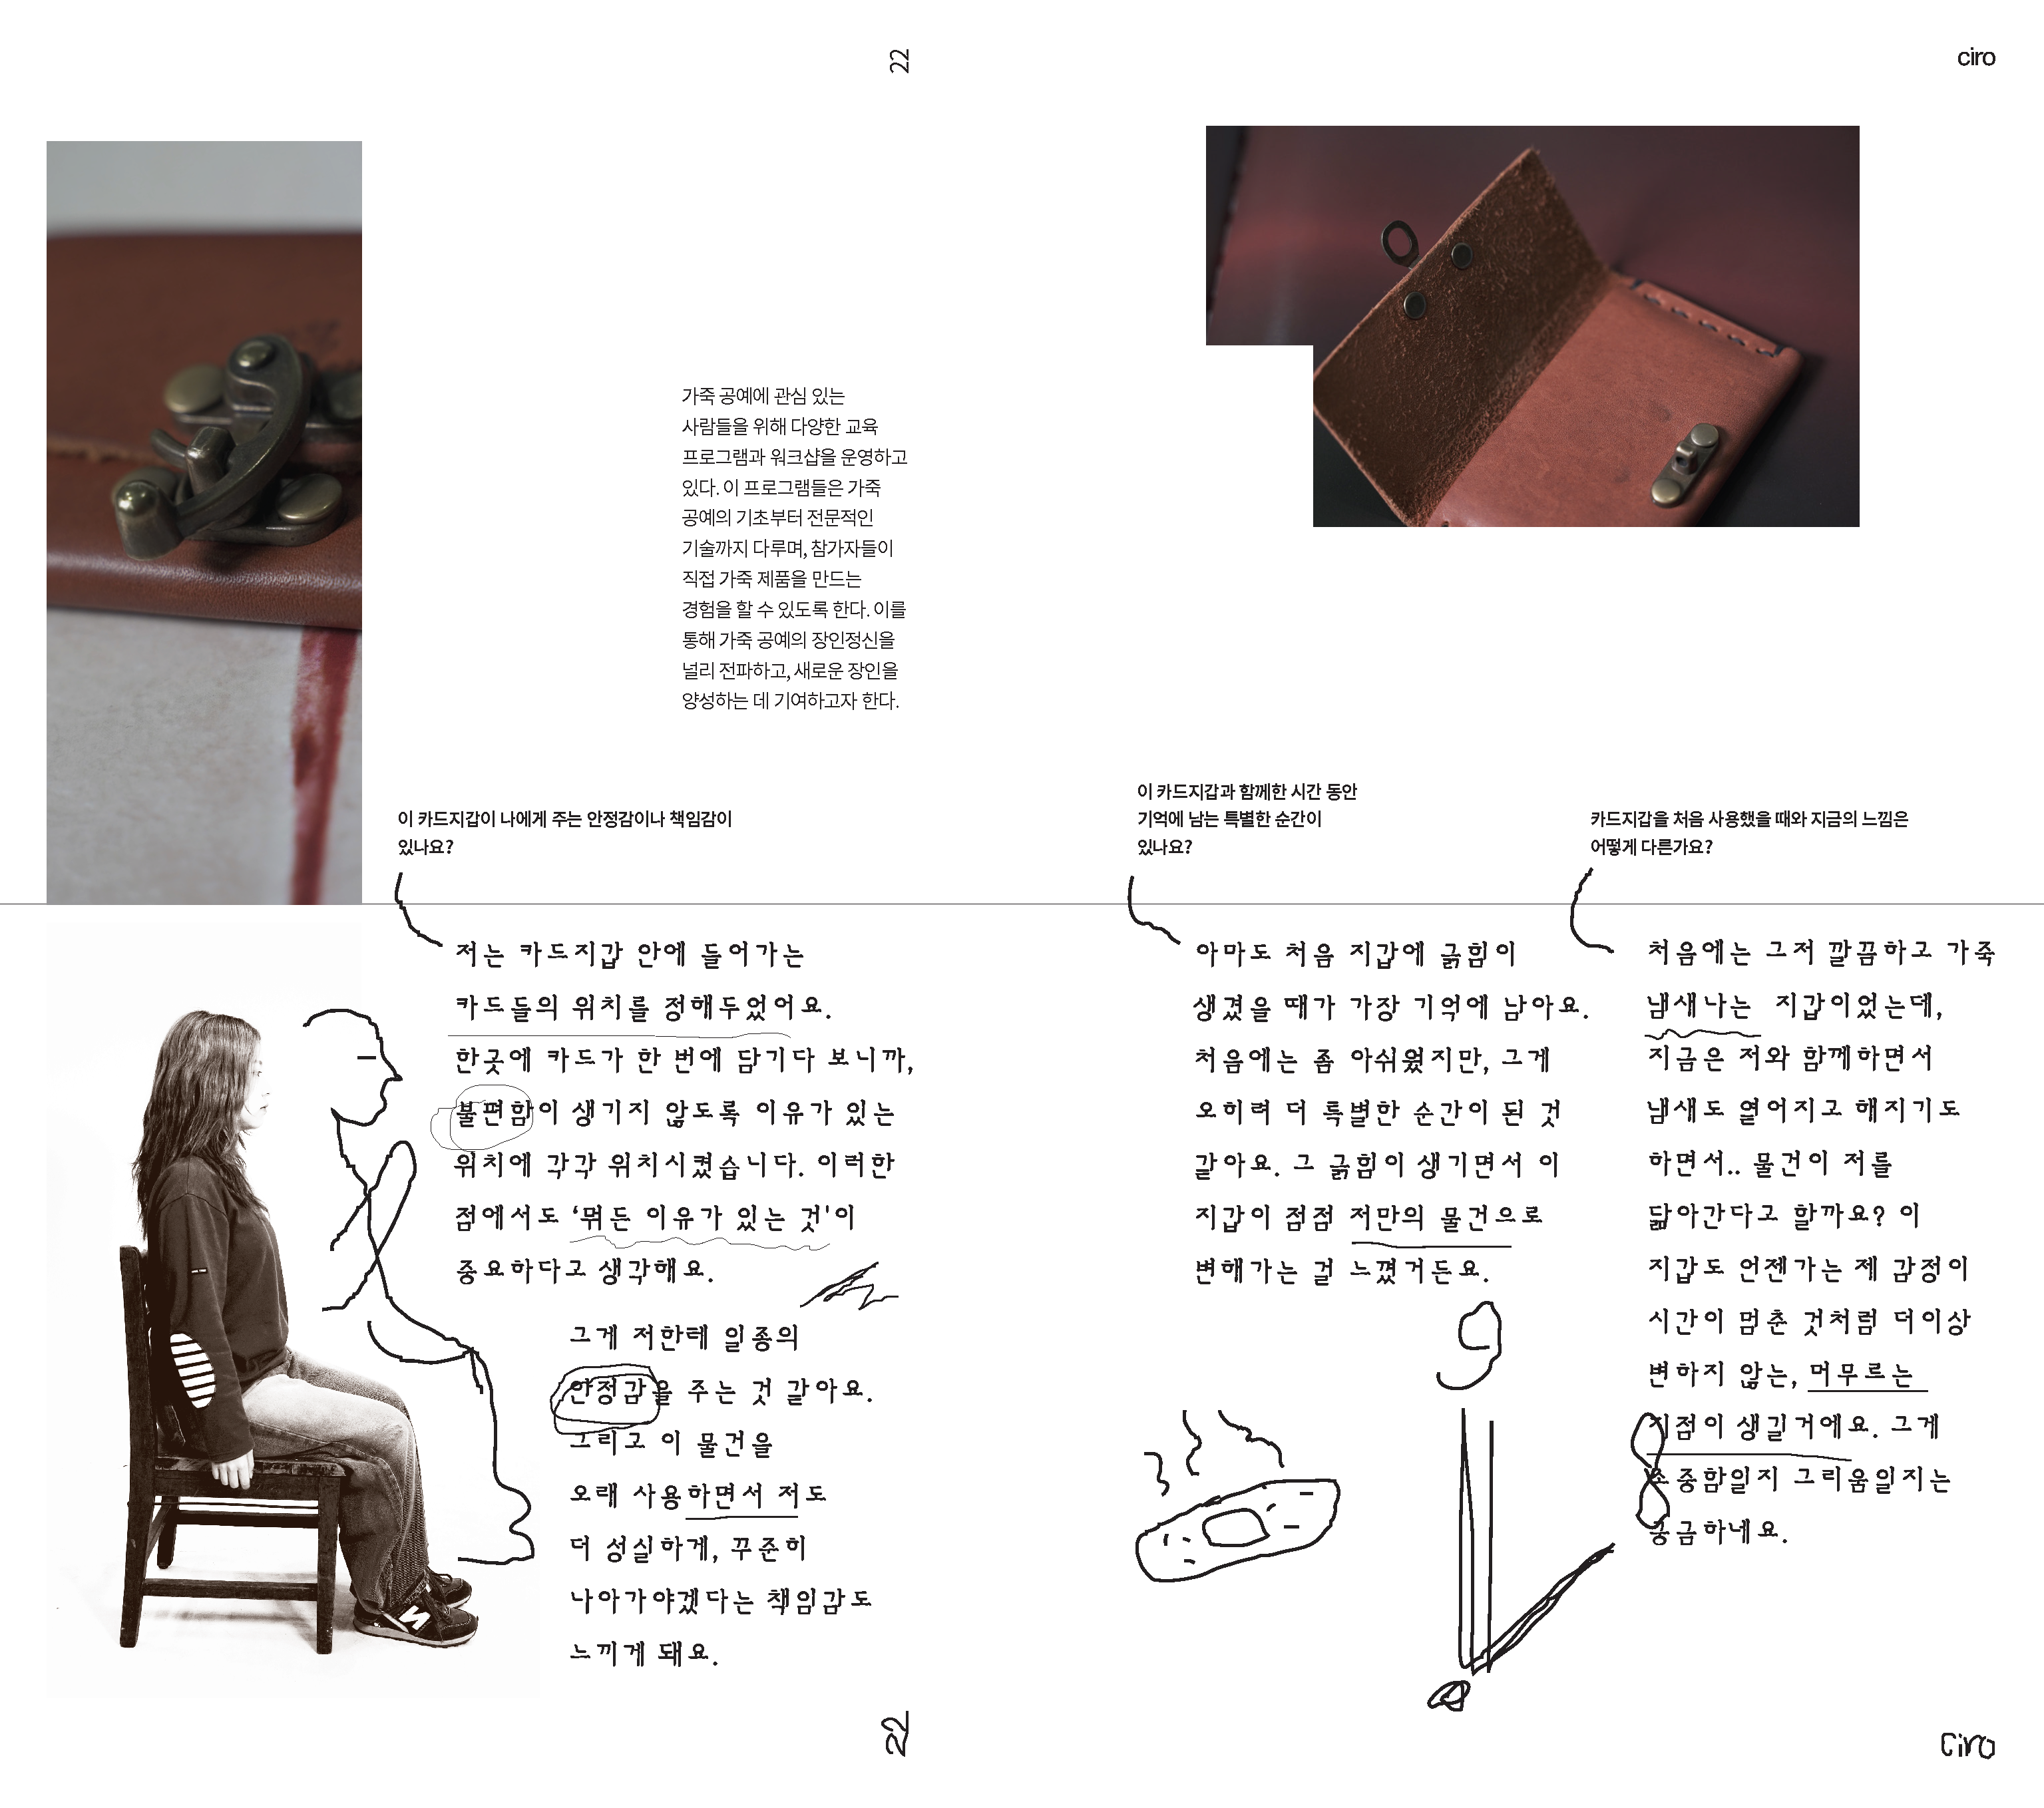 22
ciro
가죽 공예에 관심 있는
사람들을 위해 다양한 교육
프로그램과 워크샵을 운영하고
있다. 이 프로그램들은 가죽
공예의 기초부터 전문적인
기술까지 다루며, 참가자들이
직접 가죽 제품을 만드는
경험을 할 수 있도록 한다. 이를
통해 가죽 공예의 장인정신을
널리 전파하고, 새로운 장인을
양성하는 데 기여하고자 한다.
이 카드지갑이 나에게 주는 안정감이나 책임감이
있나요?
저는 카드지갑 안에 들어가는
카드들의 위치를 정해두었어요.
한곳에 카드가 한 번에 담기다 보니까,
불편함이 생기지 않도록 이유가 있는
위치에 각각 위치시켰습니다. 이러한
점에서도 '뭐든 이유가 있는 것'이
중요하다고 생각해요.
그게 저한테 일종의
안정감을 주는 것 같아요.
그리고 이 물건을
오래 사용하면서 저도
더 성실하게, 꾸준히
나아가야겠다는 책임감도
느끼게 돼요.
이 카드지갑과 함께한 시간 동안
기억에 남는 특별한 순간이
있나요?
아마도 처음 지갑에 긁힘이
생겼을 때가 가장 기억에 남아요.
처음에는 좀 아쉬웠지만, 그게
오히려 더 특별한 순간이 된 것
같아요. 그 긁힘이 생기면서 이
지갑이 점점 저만의 물건으로
변해가는 걸 느꼈거든요.
카드지갑을 처음 사용했을 때와 지금의 느낌은
어떻게 다른가요?
처음에는 그저 깔끔하고 가죽
냄새나는 지갑이었는데,
지금은 저와 함께하면서
냄새도 옅어지고 해지기도
하면서.. 물건이 저를
닮아간다고 할까요? 이
지갑도 언젠가는 제 감정이
시간이 멈춘 것처럼 더이상
변하지 않는, 머무르는
지점이 생길거에요. 그게
소중함일지 그리움일지는
궁금하네요.
22
ciro